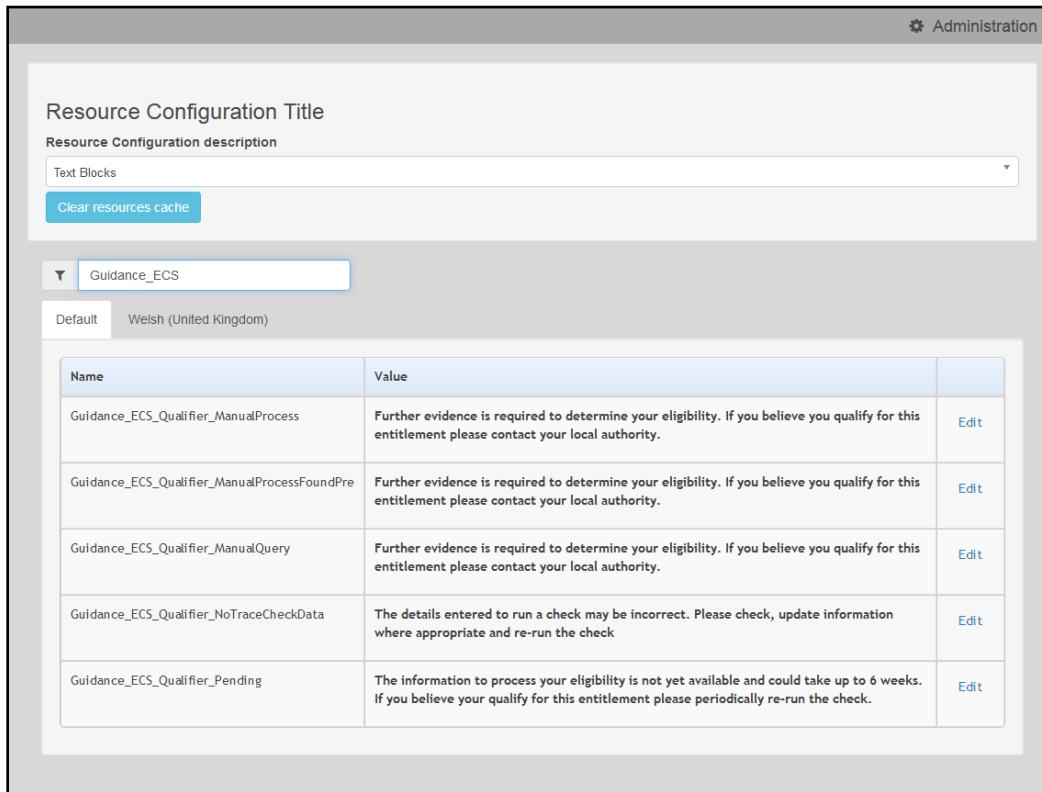 Administration
Resource Configuration Title
Resource Configuration description
Text Blocks
Clear resources cache
Guidance_ECS
Default Welsh (United Kingdom)
Name Value
Guidance_ECS_Qualifier_ManualProcess Further evidence is required to determine your eligibility. If you believe you qualify for this
entitlement please contact your local authority. Edit
Guidance_ECS_Qualifier_ManualProcessFoundPre Further evidence is required to determine your eligibility. If you believe you qualify for this
entitlement please contact your local authority. Edit
Guidance_ECS_Qualifier_ManualQuery Further evidence is required to determine your eligibility. If you believe you qualify for this
entitlement please contact your local authority. Edit
Guidance_ECS_Qualifier_NoTraceCheckData The details entered to run a check may be incorrect. Please check, update information
where appropriate and re-run the check Edit
Guidance_ECS_Qualifier_Pending The information to process your eligibility is not yet available and could take up to 6 weeks.
If you believe your qualify for this entitlement please periodically re-run the check. Edit